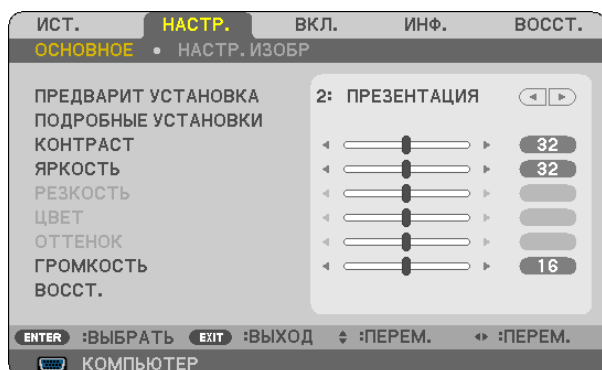 ИСТ. НАСТР. ВКЛ. ИНФ. ВОССТ.
ОСНОВНОЕ • НАСТР.ИЗОБР
ПРЕДВАРИТ УСТАНОВКА 2: ПРЕЗЕНТАЦИЯ
ПОДРОБНЫЕ УСТАНОВКИ
КОНТРАСТ 32
ЯРКОСТЬ 32
РЕЗКОСТЬ
ЦВЕТ
ОТТЕНОК
ГРОМКОСТЬ 16
ВОССТ.
ENTER :ВЫБРАТЬ EXIT :ВЫХОД :ПЕРЕМ. :ПЕРЕМ.
КОМПЬЮТЕР